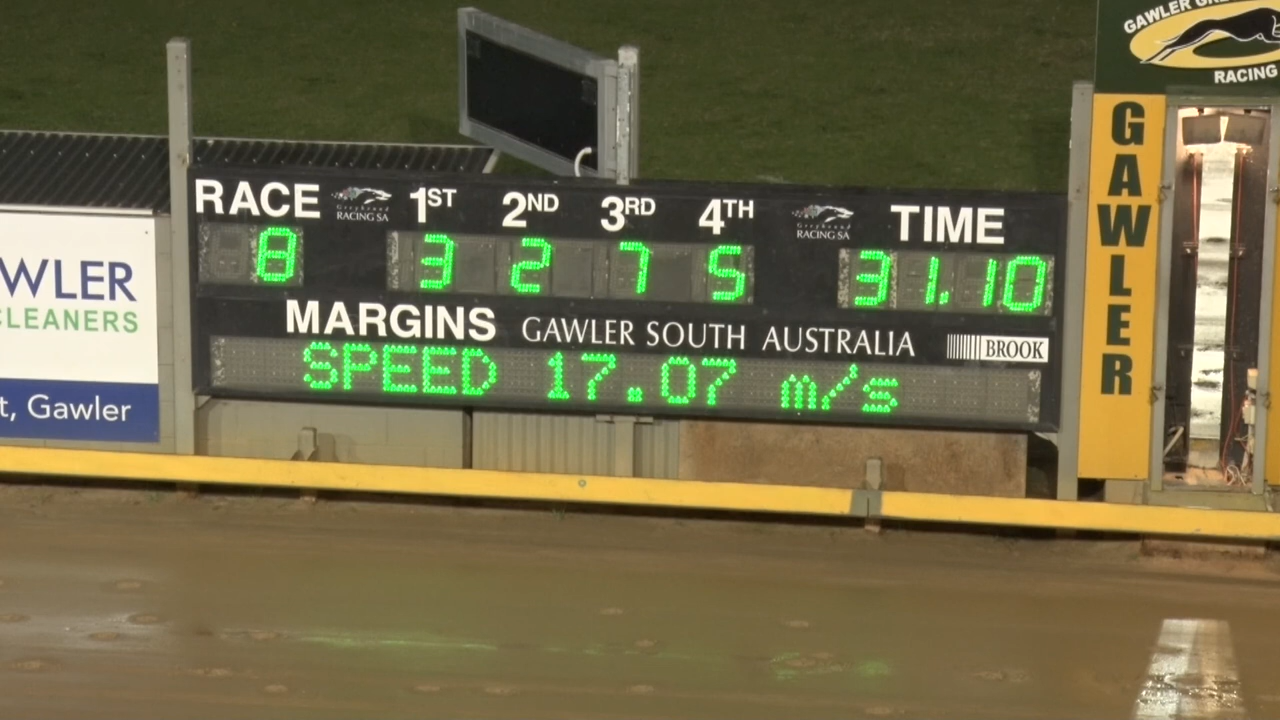 GAWLER GRE
RACING
GAWLER
RACE
Greyhound
RACING SA
1ST
2ND
3RD
4TH
Greyhound
RACING SA
TIME
8
3
2
7
5
31.10
MARGINS
GAWLER SOUTH AUSTRALIA
BROOK
SPEED 17.07 m/s
WLER
CLEANERS
t, Gawler